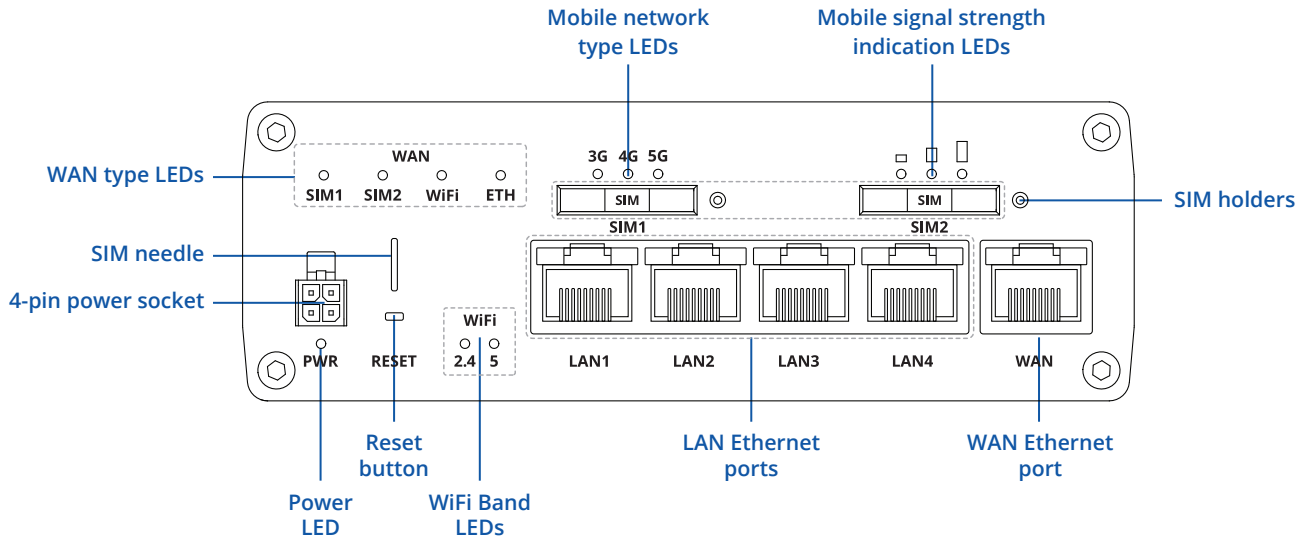 Mobile network
type LEDs
Mobile signal strength
indication LEDs
WAN type LEDs
WAN
SIM1 SIM2 WiFi ETH
3G 4G 5G
SIM
SIM1
SIM
SIM2
SIM holders
SIM needle
4-pin power socket
PWR
RESET
WiFi
2.4 5
LAN1
LAN2
LAN3
LAN4
WAN
Reset
button
LAN Ethernet
ports
WAN Ethernet
port
Power
LED
WiFi Band
LEDs